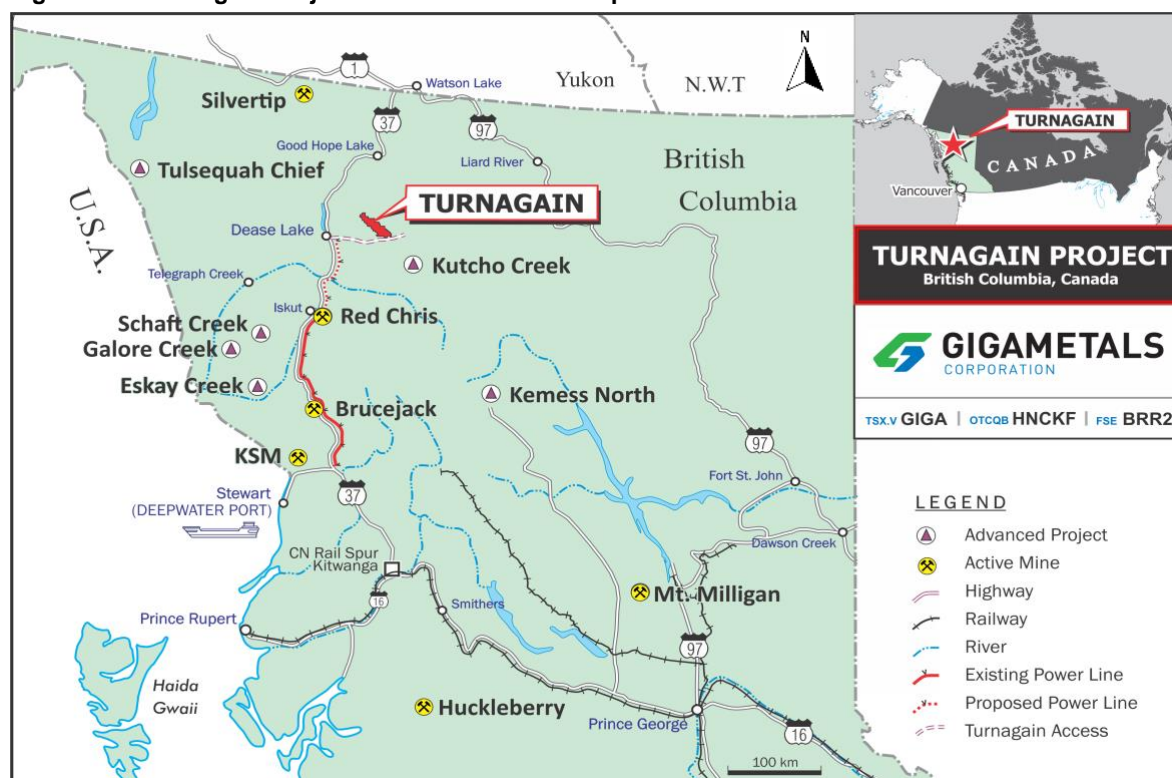 N
1
Watson Lake
Yukon
N.W.T
Silvertip
37
97
Good Hope Lake
Liard River
Tulsequah Chief
British
Columbia
U.S.A.
TURNAGAIN
Dease Lake
Kutcho Creek
Telegraph Creek
Iskut
Red Chris
Schaft Creek
Galore Creek
Eskay Creek
Kemess North
Brucejack
97
KSM
Fort St. John
Stewart
(DEEPWATER PORT)
37
Dawson Creek
CN Rail Spur
Kitwanga
16
Smithers
Mt. Milligan
Prince Rupert
97
Haida
Gwaii
Huckleberry
Prince George
16
100 km
TURNAGAIN
CANADA
Vancouver
TURNAGAIN PROJECT
British Columbia, Canada
GIGAMETALS
CORPORATION
TSX.V GIGA | OTCQB HNCKF | FSE BRR2
LEGEND
Advanced Project
Active Mine
Highway
Railway
River
Existing Power Line
Proposed Power Line
Turnagain Access